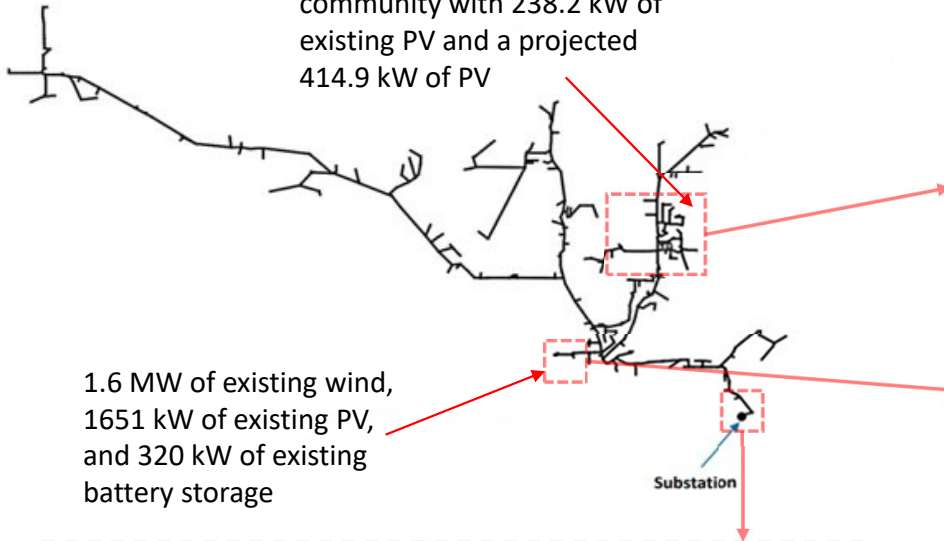 community with 238.2 kW of
existing PV and a projected
414.9 kW of PV
1.6 MW of existing wind,
1651 kW of existing PV,
and 320 kW of existing
battery storage
Substation